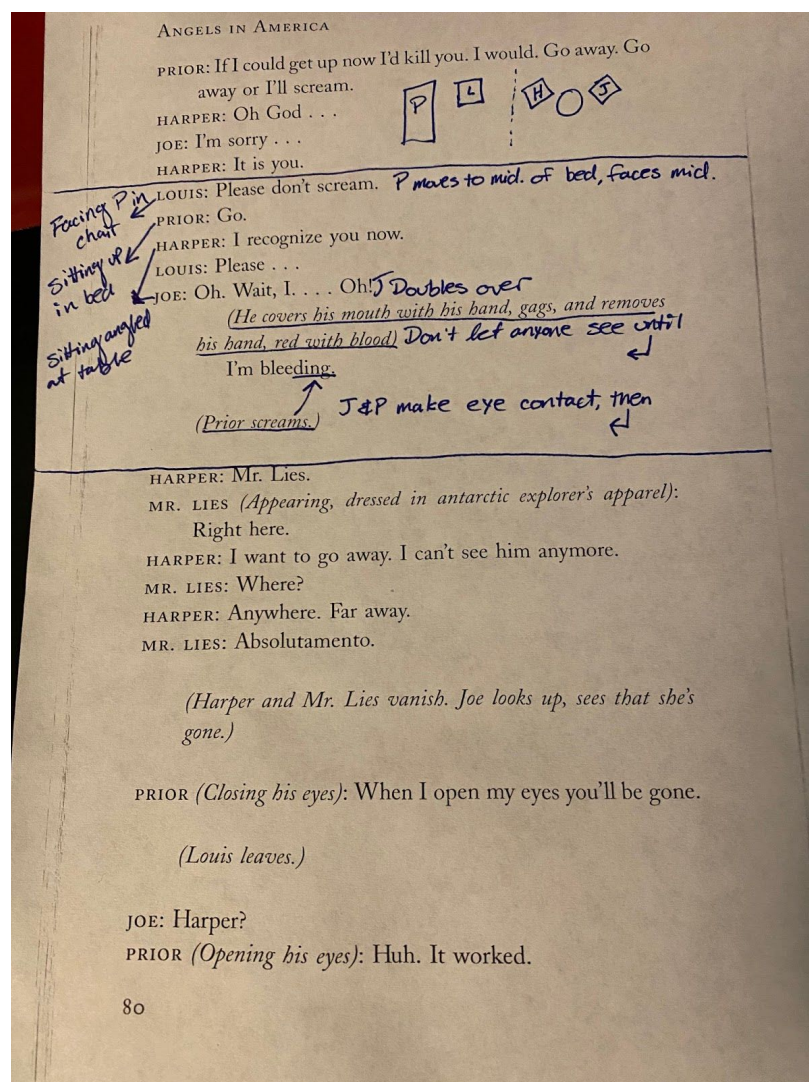 ANGELS IN AMERICA
PRIOR: If I could get up now I'd kill you. I would. Go away. Go
away or I'll scream.
HARPER: Oh God . . .
JOE: I'm sorry . . .
HARPER: It is you.
P
L
H
J
LOUIS: Please don't scream. P moves to mid. of bed, faces mid.
PRIOR: Go.
HARPER: I recognize you now.
LOUIS: Please . . .
JOE: Oh. Wait, I. . . . Oh! J Doubles over
(He covers his mouth with his hand, gags, and removes
his hand, red with blood) Don't let anyone see until
I'm bleeding.
J & P make eye contact, then
(Prior screams.)
Facing P in
chair
Sitting up
in bed
Sitting angled
at table
HARPER: Mr. Lies.
MR. LIES (Appearing, dressed in antarctic explorer's apparel):
Right here.
HARPER: I want to go away. I can't see him anymore.
MR. LIES: Where?
HARPER: Anywhere. Far away.
MR. LIES: Absolutamento.
(Harper and Mr. Lies vanish. Joe looks up, sees that she's
gone.)
PRIOR (Closing his eyes): When I open my eyes you'll be gone.
(Louis leaves.)
JOE: Harper?
PRIOR (Opening his eyes): Huh. It worked.
80